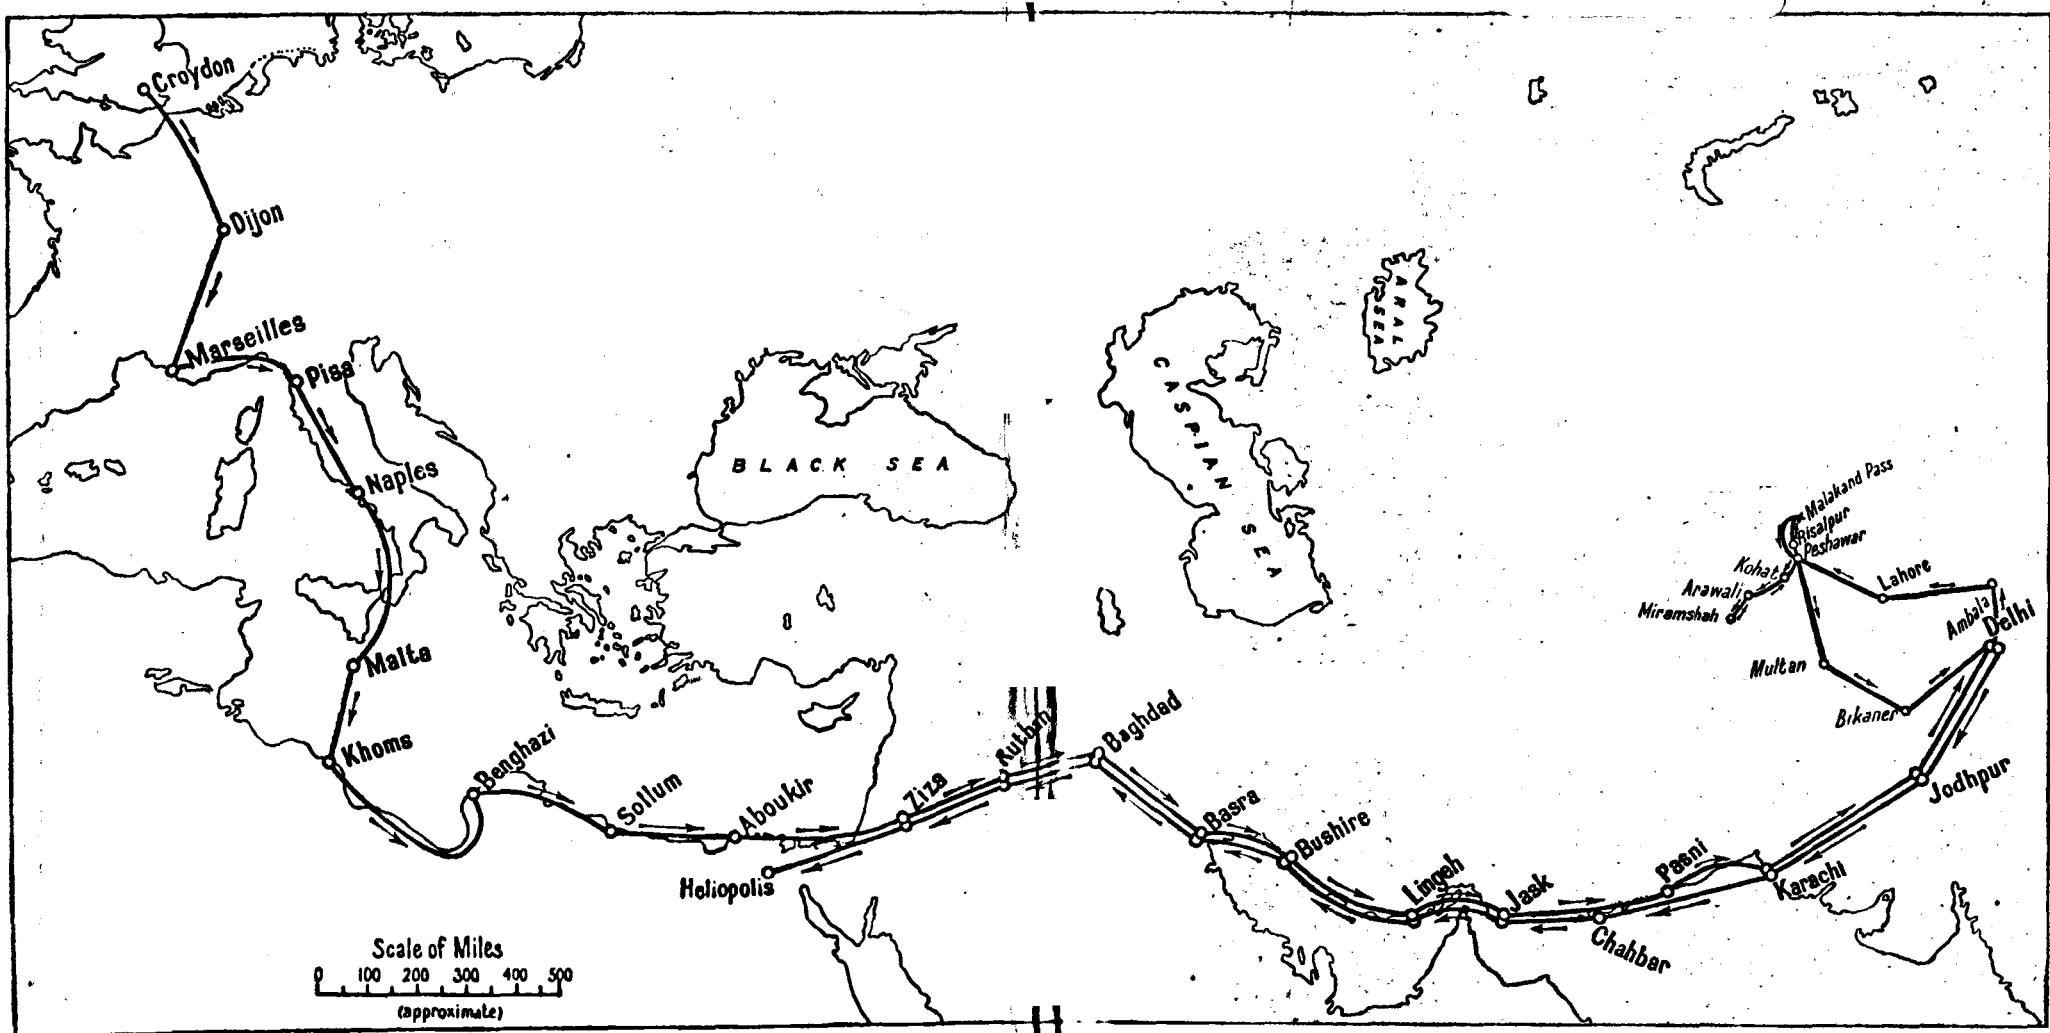 Croydon
Dijon
Marseilles
Pisa
Naples
Malta
Khoms
Benghazi
Sollum
Aboukir
Heliopolis
Ziza
Baghdad
Basra
Bushire
Lingeh
Jask
Chahbar
Pasni
Karachi
Jodhpur
Delhi
Ambala
Lahore
Malakand Pass
Risalpur
Peshawar
Kohat
Arawali
Miramshah
Multan
Bikaner
BLACK SEA
CASPIAN SEA
ARAL
SEA
Scale of Miles
0 100 200 300 400 500
(approximate)